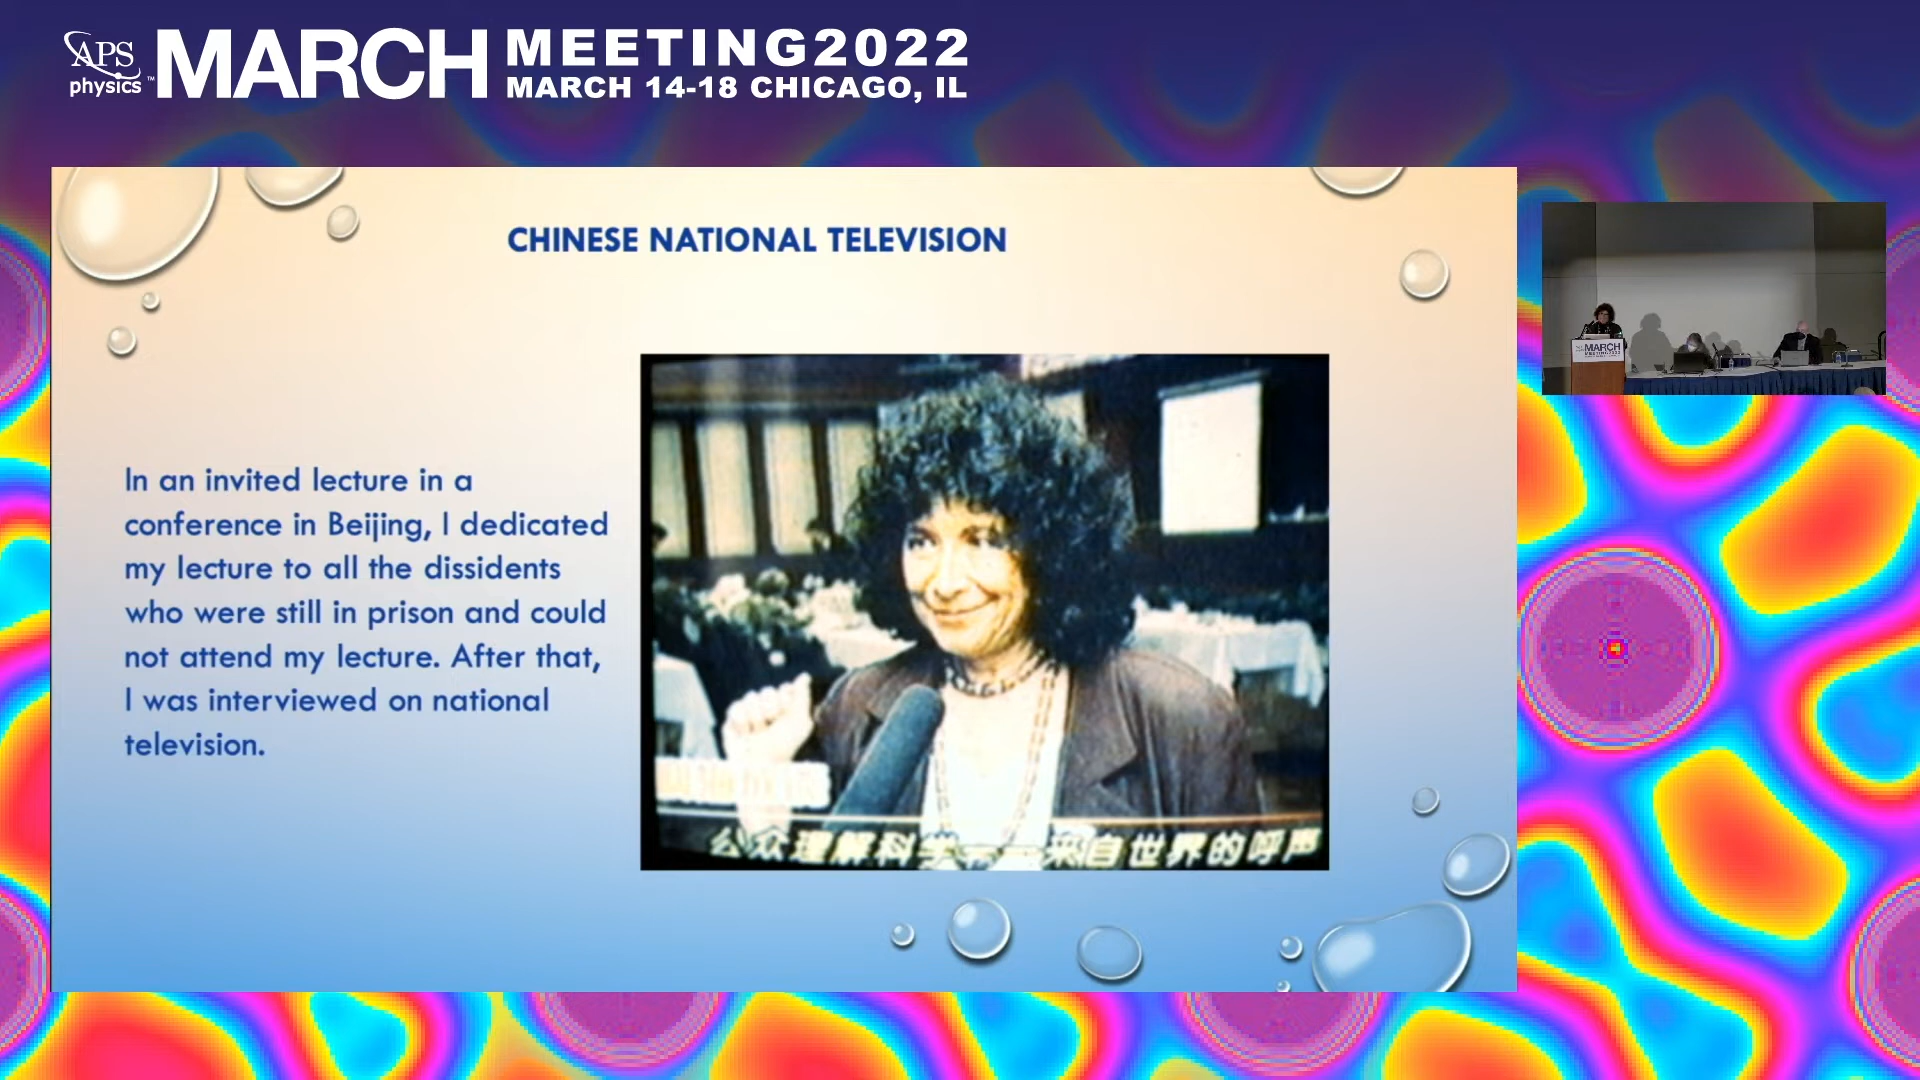 APS
physics™
MARCH
MEETING2022
MARCH 14-18 CHICAGO, IL
CHINESE NATIONAL TELEVISION
In an invited lecture in a
conference in Beijing, I dedicated
my lecture to all the dissidents
who were still in prison and could
not attend my lecture. After that,
I was interviewed on national
television.
公众理解科学 来自世界的呼声
MARCH
MEETING2022